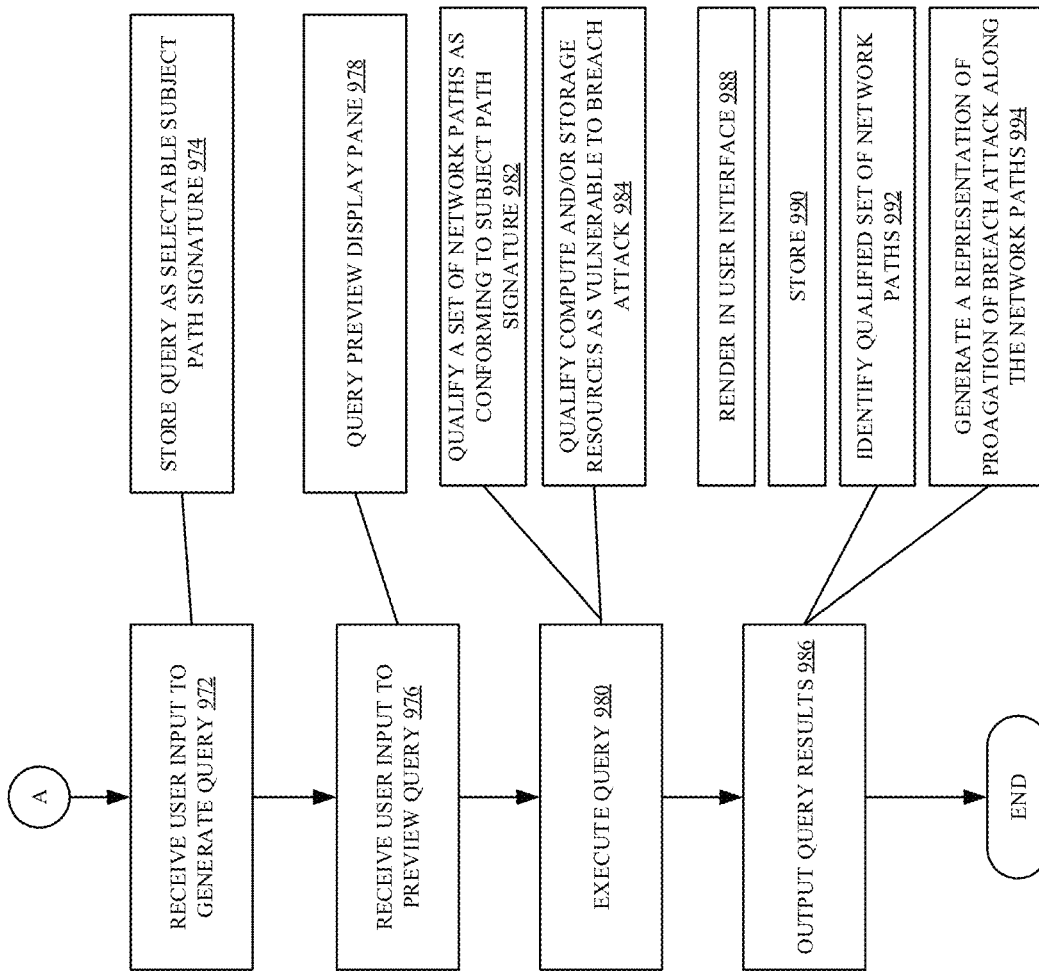 A
RECEIVE USER INPUT TO
GENERATE QUERY 972
STORE QUERY AS SELECTABLE SUBJECT
PATH SIGNATURE 974
RECEIVE USER INPUT TO
PREVIEW QUERY 976
QUERY PREVIEW DISPLAY PANE 978
EXECUTE QUERY 980
QUALIFY A SET OF NETWORK PATHS AS
CONFORMING TO SUBJECT PATH
SIGNATURE 982
QUALIFY COMPUTE AND/OR STORAGE
RESOURCES AS VULNERABLE TO BREACH
ATTACK 984
OUTPUT QUERY RESULTS 986
RENDER IN USER INTERFACE 988
STORE 990
IDENTIFY QUALIFIED SET OF NETWORK
PATHS 992
GENERATE A REPRESENTATION OF
PROAGATION OF BREACH ATTACK ALONG
THE NETWORK PATHS 994
END